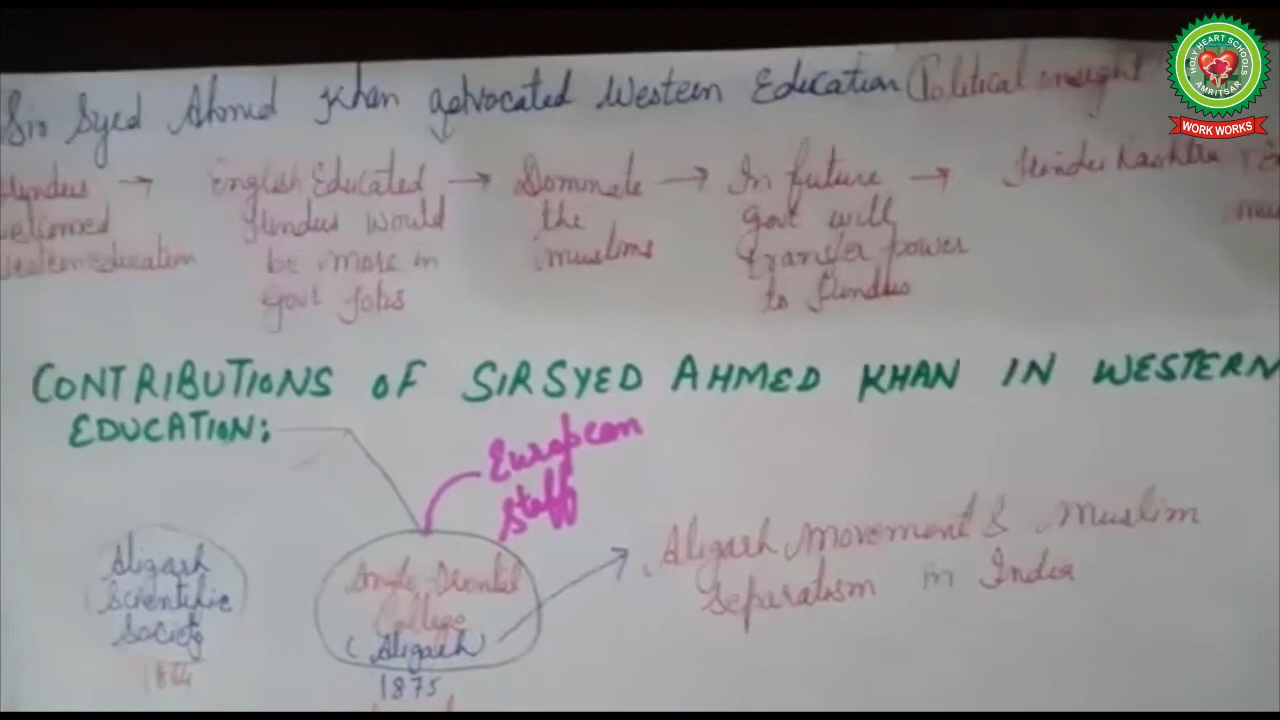 Sir Syed Ahmed Khan advocated Western Education (Political insight
Hindus → English Educated → Dominate → In future → Hindu Rashtra
welcomed Hindus would the Govt will
western education be more in muslims transfer power
Govt Jobs to Hindus
CONTRIBUTIONS OF SIR SYED AHMED KHAN IN WESTERN
EDUCATION:
European
staff
Aligarh
Scientific
Society
1864
Anglo-Oriental
College
(Aligarh)
1875
Aligarh Movement & Muslim
Separatism in India
HOLY HEART SCHOOLS
AMRITSAR
WORK WORKS